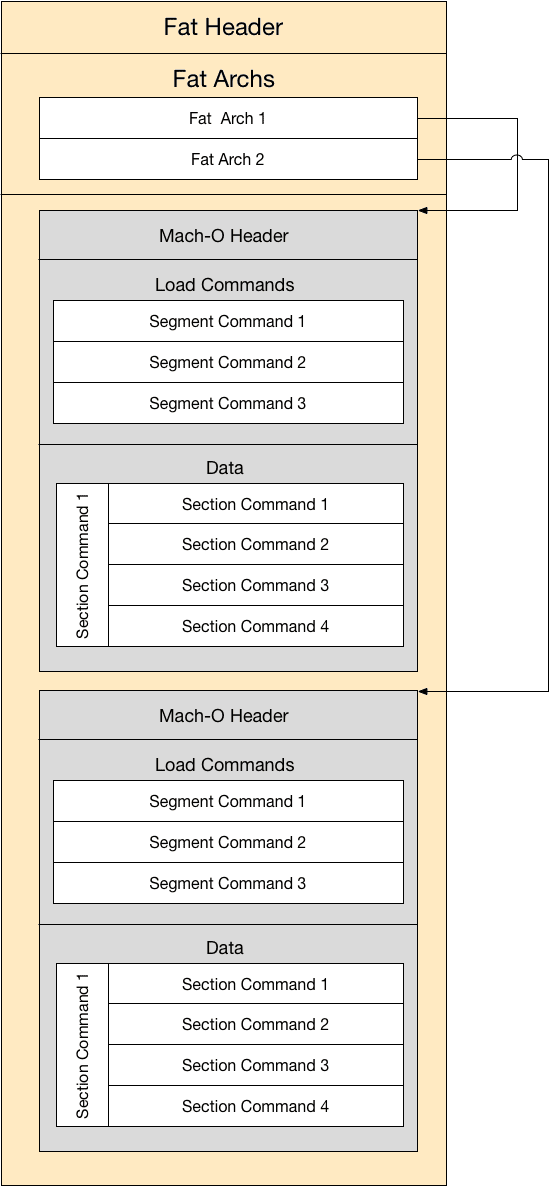 Fat Header
Fat Archs
Fat  Arch 1
Fat Arch 2
Mach-O Header
Load Commands
Segment Command 1
Segment Command 2
Segment Command 3
Data
Section Command 1
Section Command 1
Section Command 2
Section Command 3
Section Command 4
Mach-O Header
Load Commands
Segment Command 1
Segment Command 2
Segment Command 3
Data
Section Command 1
Section Command 1
Section Command 2
Section Command 3
Section Command 4